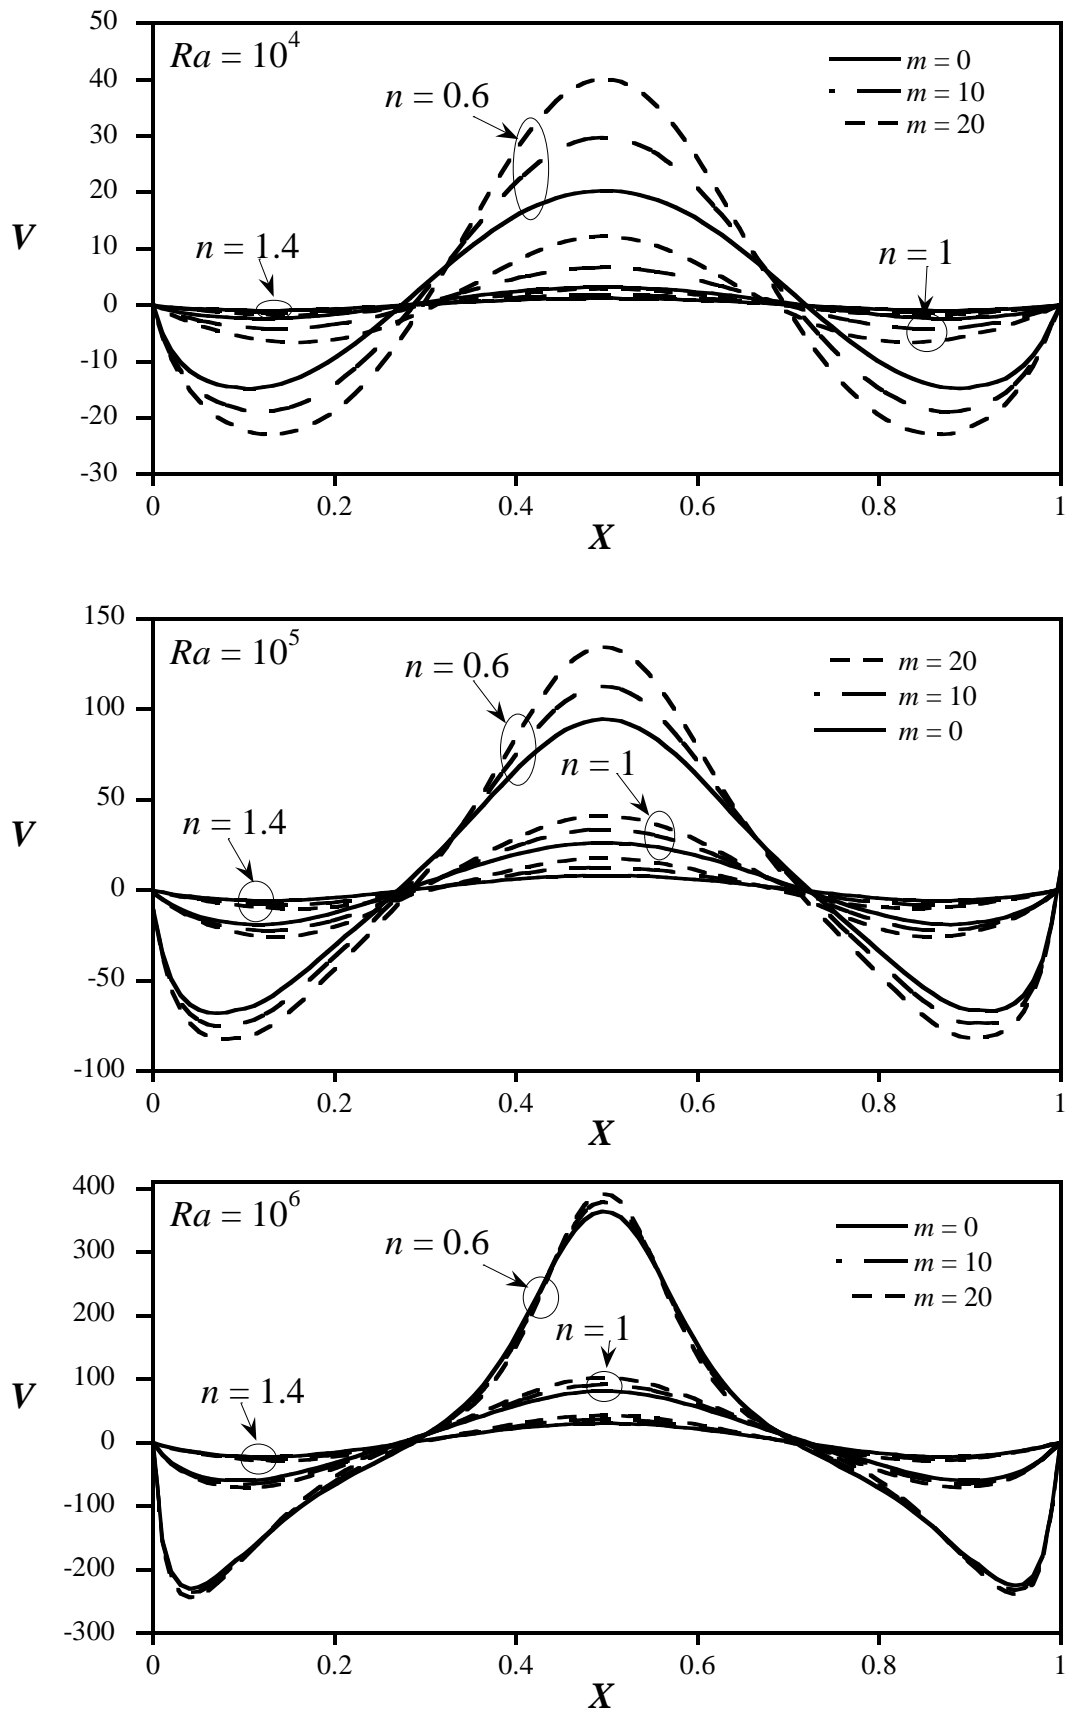 50
Ra = 10^4
n = 0.6
m = 0
m = 10
m = 20
40
30
20
V
n = 1.4
n = 1
10
0
-10
-20
-30
0 0.2 0.4 0.6 0.8 1
X
150
Ra = 10^5
n = 0.6
m = 20
m = 10
m = 0
100
n = 1
50
V
n = 1.4
0
-50
-100
0 0.2 0.4 0.6 0.8 1
X
400
Ra = 10^6
n = 0.6
m = 0
m = 10
m = 20
300
200
n = 1
100
V
n = 1.4
0
-100
-200
-300
0 0.2 0.4 0.6 0.8 1
X